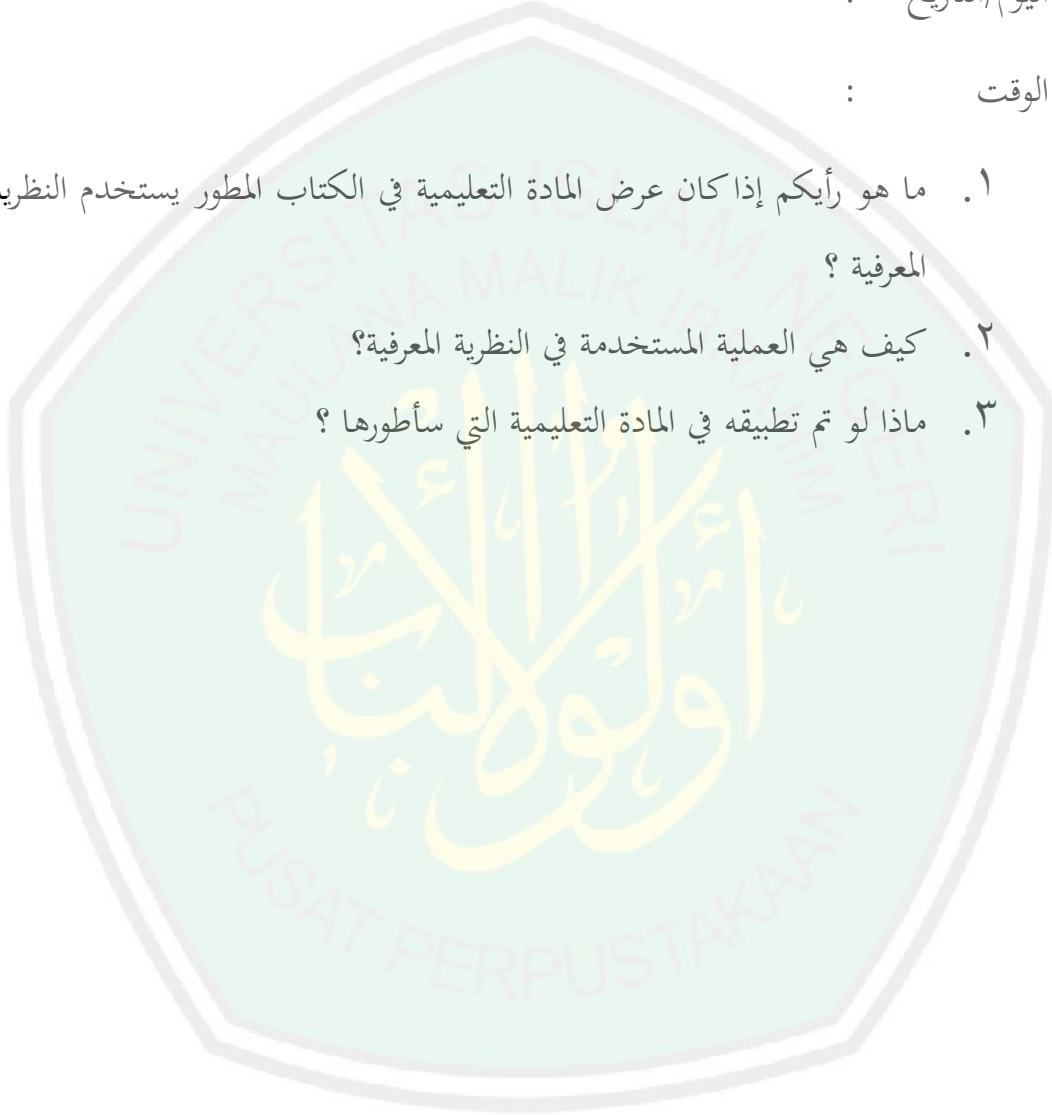 اليوم/التاريخ :
الوقت :
١. ما هو رأيكم إذا كان عرض المادة التعليمية في الكتاب المطور يستخدم النظرية
المعرفية ؟
٢. كيف هي العملية المستخدمة في النظرية المعرفية؟
٣. ماذا لو تم تطبيقه في المادة التعليمية التي سأطورها ؟
UNIVERSITAS ISLAM NEGERI
MAULANA MALIK IBRAHIM
PUSAT PERPUSTAKAAN